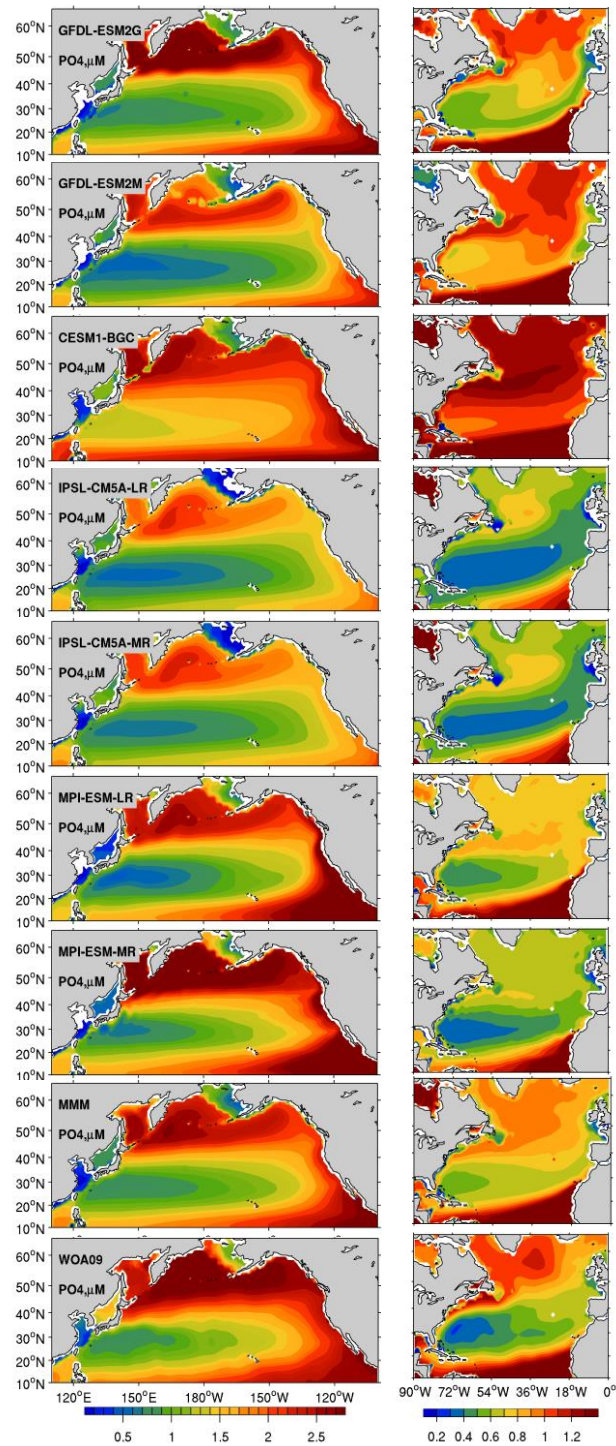 GFDL-ESM2G
PO4,µM
60°N
50°N
40°N
30°N
20°N
10°N
GFDL-ESM2M
PO4,µM
60°N
50°N
40°N
30°N
20°N
10°N
CESM1-BGC
PO4,µM
60°N
50°N
40°N
30°N
20°N
10°N
IPSL-CM5A-LR
PO4,µM
60°N
50°N
40°N
30°N
20°N
10°N
IPSL-CM5A-MR
PO4,µM
60°N
50°N
40°N
30°N
20°N
10°N
MPI-ESM-LR
PO4,µM
60°N
50°N
40°N
30°N
20°N
10°N
MPI-ESM-MR
PO4,µM
60°N
50°N
40°N
30°N
20°N
10°N
MMM
PO4,µM
60°N
50°N
40°N
30°N
20°N
10°N
WOA09
PO4,µM
60°N
50°N
40°N
30°N
20°N
10°N
120°E 150°E 180°W 150°W 120°W
90°W 72°W 54°W 36°W 18°W 0°
0.5 1 1.5 2 2.5
0.2 0.4 0.6 0.8 1 1.2